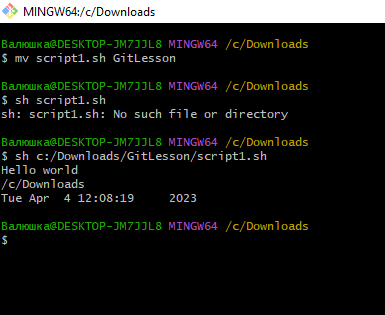 MINGW64:/c/Downloads
Валюшка@DESKTOP-JM7JJL8 MINGW64 /c/Downloads
$ mv script1.sh GitLesson
Валюшка@DESKTOP-JM7JJL8 MINGW64 /c/Downloads
$ sh script1.sh
sh: script1.sh: No such file or directory
Валюшка@DESKTOP-JM7JJL8 MINGW64 /c/Downloads
$ sh c:/Downloads/GitLesson/script1.sh
Hello world
/c/Downloads
Tue Apr  4 12:08:19     2023
Валюшка@DESKTOP-JM7JJL8 MINGW64 /c/Downloads
$